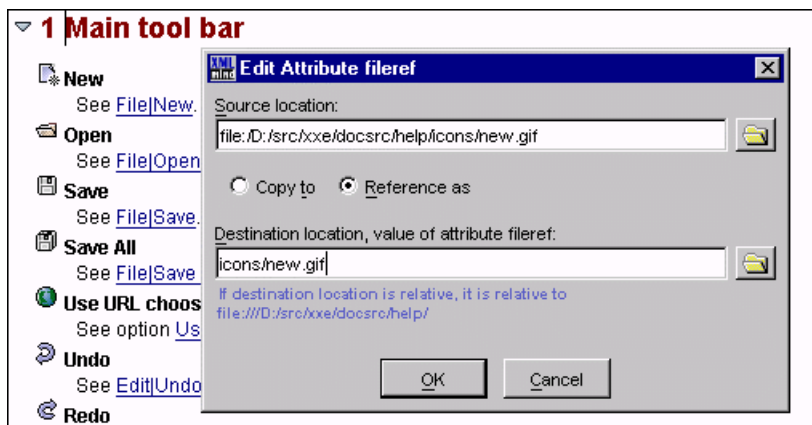 1 Main tool bar
New
See File|New.
Open
See File|Open
Save
See File|Save.
Save All
See File|Save
Use URL choos
See option Us
Undo
See Edit|Undo
Redo
XML mind
Edit Attribute fileref
Source location:
file:/D:/src/xxe/docsrc/help/icons/new.gif
Copy to Reference as
Destination location, value of attribute fileref:
icons/new.gif
If destination location is relative, it is relative to
file:///D:/src/xxe/docsrc/help/
OK Cancel